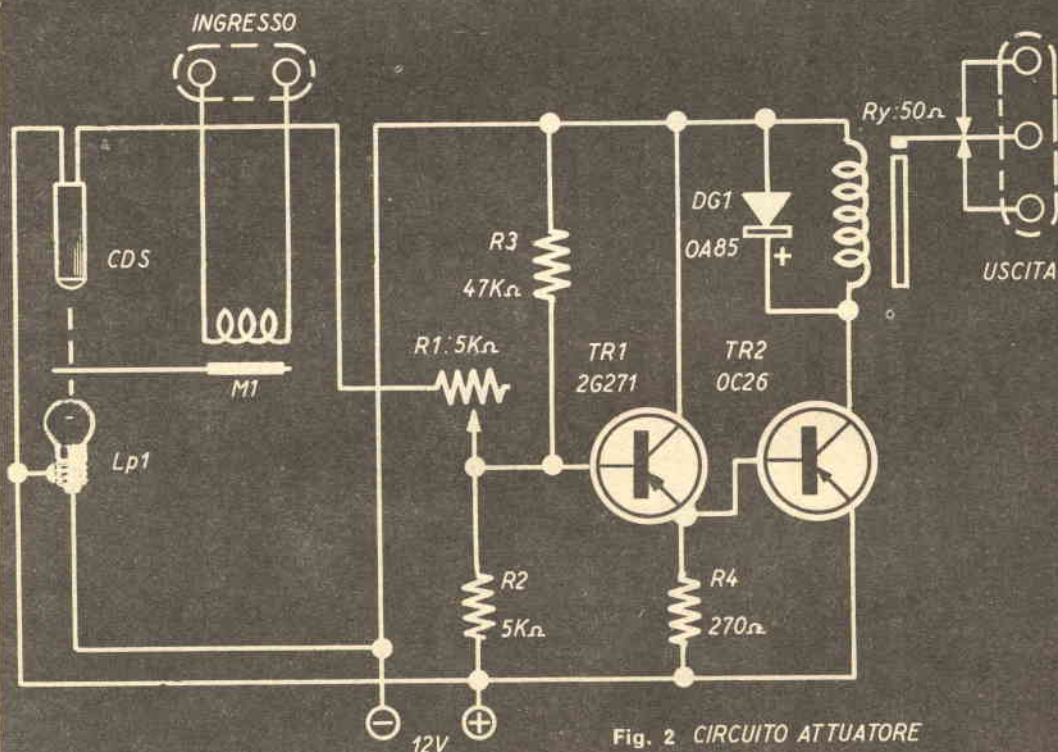 INGRESSO
Ry:50Ω
CDS
R3
47KΩ
DG1
OA85
+
USCITA
R1:5KΩ
M1
TR1
2G271
TR2
OC26
Lp1
R2
5KΩ
R4
270Ω
−
12V
+
Fig. 2 CIRCUITO ATTUATORE